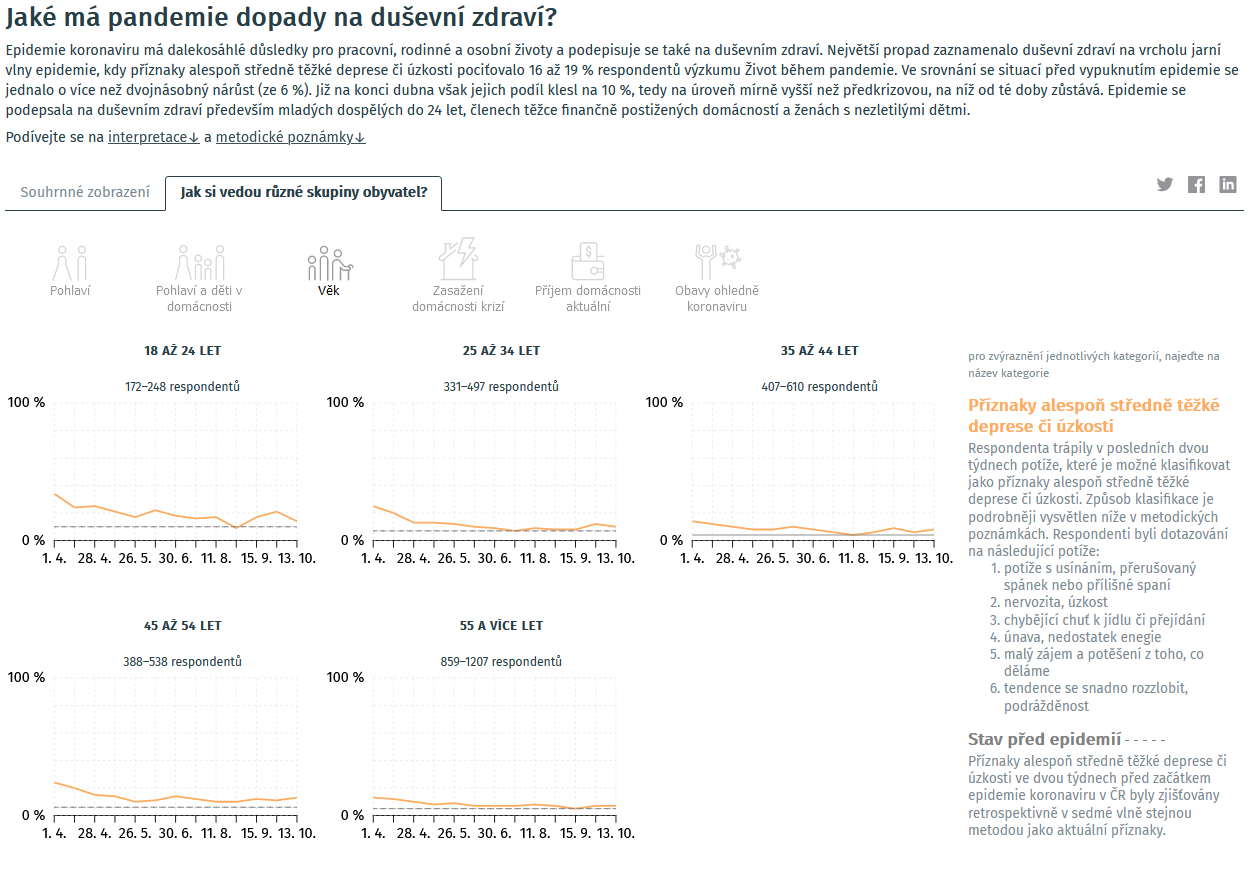 Jaké má pandemie dopady na duševní zdraví?
Epidemie koronaviru má dalekosáhlé důsledky pro pracovní, rodinné a osobní životy a podepisuje se také na duševním zdraví. Největší propad zaznamenalo duševní zdraví na vrcholu jarní
vlny epidemie, kdy příznaky alespoň středně těžké deprese či úzkosti pociťovalo 16 až 19 % respondentů výzkumu Život během pandemie. Ve srovnání se situací před vypuknutím epidemie se
jednalo o více než dvojnásobný nárůst (ze 6 %). Již na konci dubna však jejich podíl klesl na 10 %, tedy na úroveň mírně vyšší než předkrizovou, na níž od té doby zůstává. Epidemie se
podepsala na duševním zdraví především mladých dospělých do 24 let, členech těžce finančně postižených domácností a ženách s nezletilými dětmi.
Podívejte se na interpretace↓ a metodické poznámky↓
Souhrnné zobrazení
Jak si vedou různé skupiny obyvatel?
Pohlaví
Pohlaví a děti v
domácnosti
Věk
Zasažení
domácnosti krizí
Příjem domácnosti
aktuální
Obavy ohledně
koronaviru
18 AŽ 24 LET
172–248 respondentů
100 %
0 %
1. 4. 28. 4. 26. 5. 30. 6. 11. 8. 15. 9. 13. 10.
25 AŽ 34 LET
331–497 respondentů
100 %
0 %
1. 4. 28. 4. 26. 5. 30. 6. 11. 8. 15. 9. 13. 10.
35 AŽ 44 LET
407–610 respondentů
100 %
0 %
1. 4. 28. 4. 26. 5. 30. 6. 11. 8. 15. 9. 13. 10.
45 AŽ 54 LET
388–538 respondentů
100 %
0 %
1. 4. 28. 4. 26. 5. 30. 6. 11. 8. 15. 9. 13. 10.
55 A VÍCE LET
859–1207 respondentů
100 %
0 %
1. 4. 28. 4. 26. 5. 30. 6. 11. 8. 15. 9. 13. 10.
pro zvýraznění jednotlivých kategorií, najeďte na
název kategorie
Příznaky alespoň středně těžké
deprese či úzkosti
Respondenta trápily v posledních dvou
týdnech potíže, které je možné klasifikovat
jako příznaky alespoň středně těžké
deprese či úzkosti. Způsob klasifikace je
podrobněji vysvětlen níže v metodických
poznámkách. Respondenti byli dotazováni
na následující potíže:
1. potíže s usínáním, přerušovaný
spánek nebo přílišné spaní
2. nervozita, úzkost
3. chybějící chuť k jídlu či přejídání
4. únava, nedostatek enegie
5. malý zájem a potěšení z toho, co
děláme
6. tendence se snadno rozzlobit,
podrážděnost
Stav před epidemií - - - - -
Příznaky alespoň středně těžké deprese či
úzkosti ve dvou týdnech před začátkem
epidemie koronaviru v ČR byly zjišťovány
retrospektivně v sedmé vlně stejnou
metodou jako aktuální příznaky.